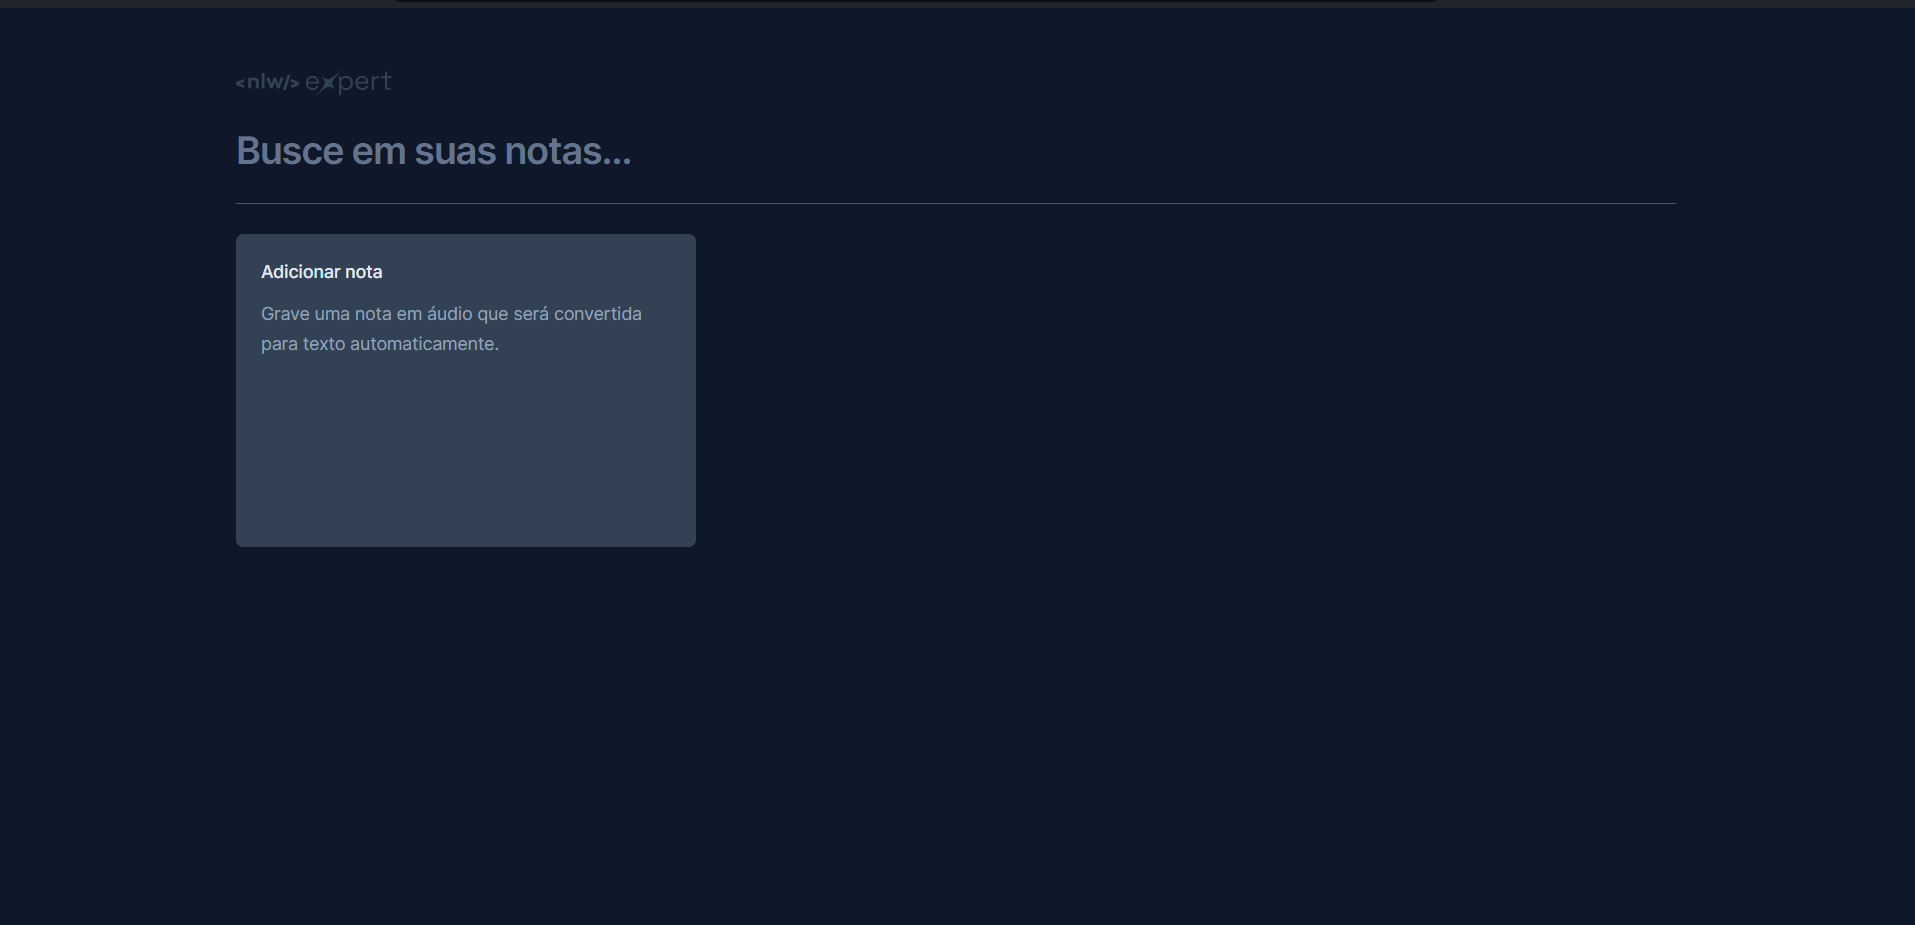 <nlw/> expert
Busce em suas notas...
Adicionar nota
Grave uma nota em áudio que será convertida
para texto automaticamente.